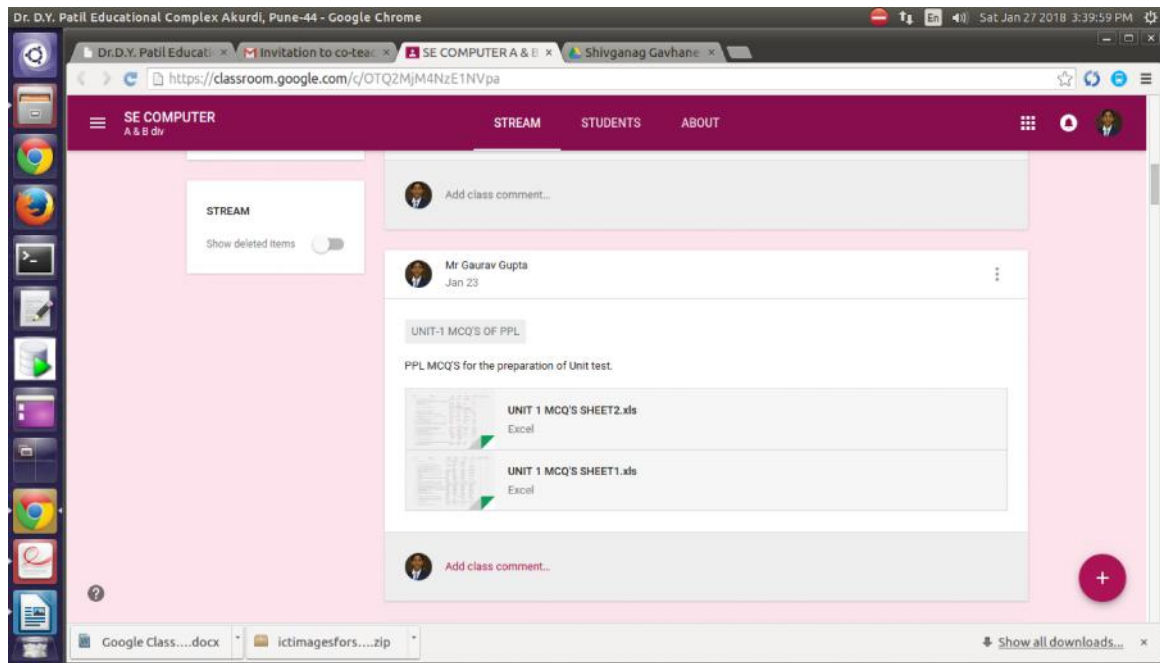 Dr. D.Y. Patil Educational Complex Akurdi, Pune-44 - Google Chrome
En
Sat Jan 27 2018 3:39:59 PM
Dr.D.Y. Patil Educati
Invitation to co-teac
SE COMPUTER A & B
Shivganag Gavhane
https://classroom.google.com/c/OTQ2MjM4NzE1NVpa
SE COMPUTER
A & B div
STREAM
STUDENTS
ABOUT
STREAM
Show deleted items
Add class comment...
Mr Gaurav Gupta
Jan 23
UNIT-1 MCQ'S OF PPL
PPL MCQ'S for the preparation of Unit test.
UNIT 1 MCQ'S SHEET2.xls
Excel
UNIT 1 MCQ'S SHEET1.xls
Excel
Add class comment...
Google Class....docx
ictimagesfors....zip
Show all downloads...